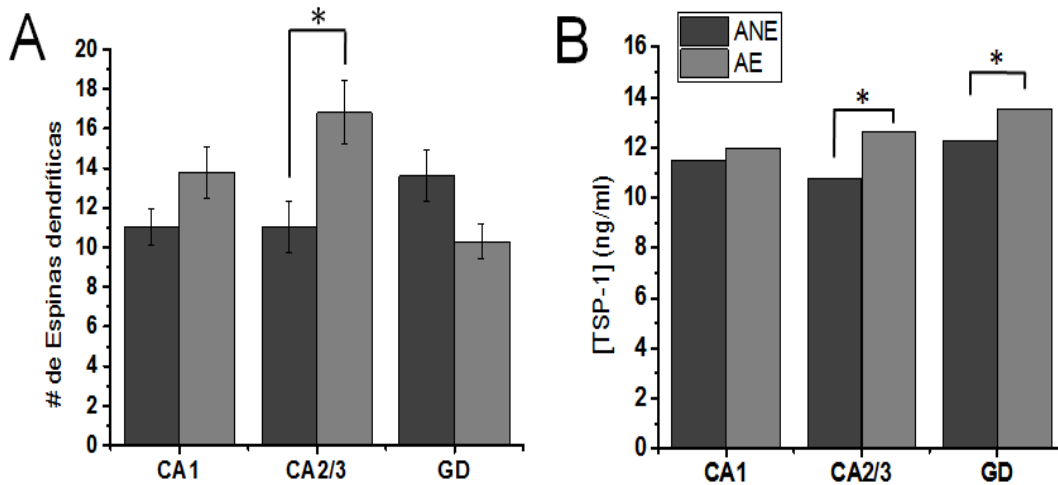 A
# de Espinas dendríticas
20
18
16
14
12
10
8
6
4
2
0
*
CA1 CA2/3 GD
B
ANE
AE
[TSP-1] (ng/ml)
16
14
12
10
8
6
4
2
0
*
*
CA1 CA2/3 GD